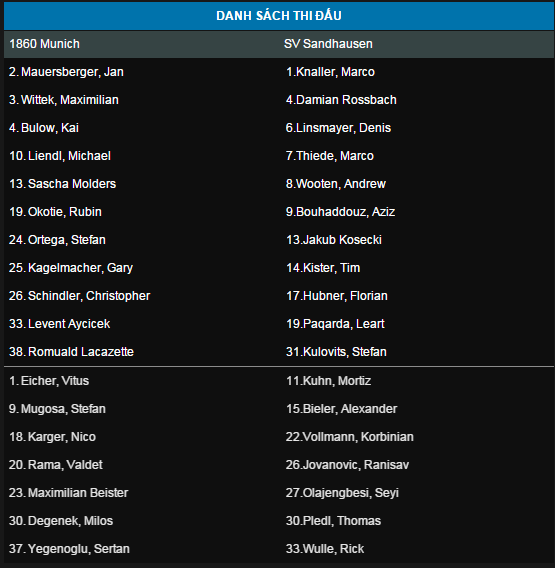 DANH SÁCH THI ĐẤU
1860 Munich SV Sandhausen
2. Mauersberger, Jan 1.Knaller, Marco
3. Wittek, Maximilian 4.Damian Rossbach
4. Bulow, Kai 6.Linsmayer, Denis
10. Liendl, Michael 7.Thiede, Marco
13. Sascha Molders 8.Wooten, Andrew
19. Okotie, Rubin 9.Bouhaddouz, Aziz
24. Ortega, Stefan 13.Jakub Kosecki
25. Kagelmacher, Gary 14.Kister, Tim
26. Schindler, Christopher 17.Hubner, Florian
33. Levent Aycicek 19.Paqarda, Leart
38. Romuald Lacazette 31.Kulovits, Stefan
1. Eicher, Vitus 11.Kuhn, Mortiz
9. Mugosa, Stefan 15.Bieler, Alexander
18. Karger, Nico 22.Vollmann, Korbinian
20. Rama, Valdet 26.Jovanovic, Ranisav
23. Maximilian Beister 27.Olajengbesi, Seyi
30. Degenek, Milos 30.Pledl, Thomas
37. Yegenoglu, Sertan 33.Wulle, Rick